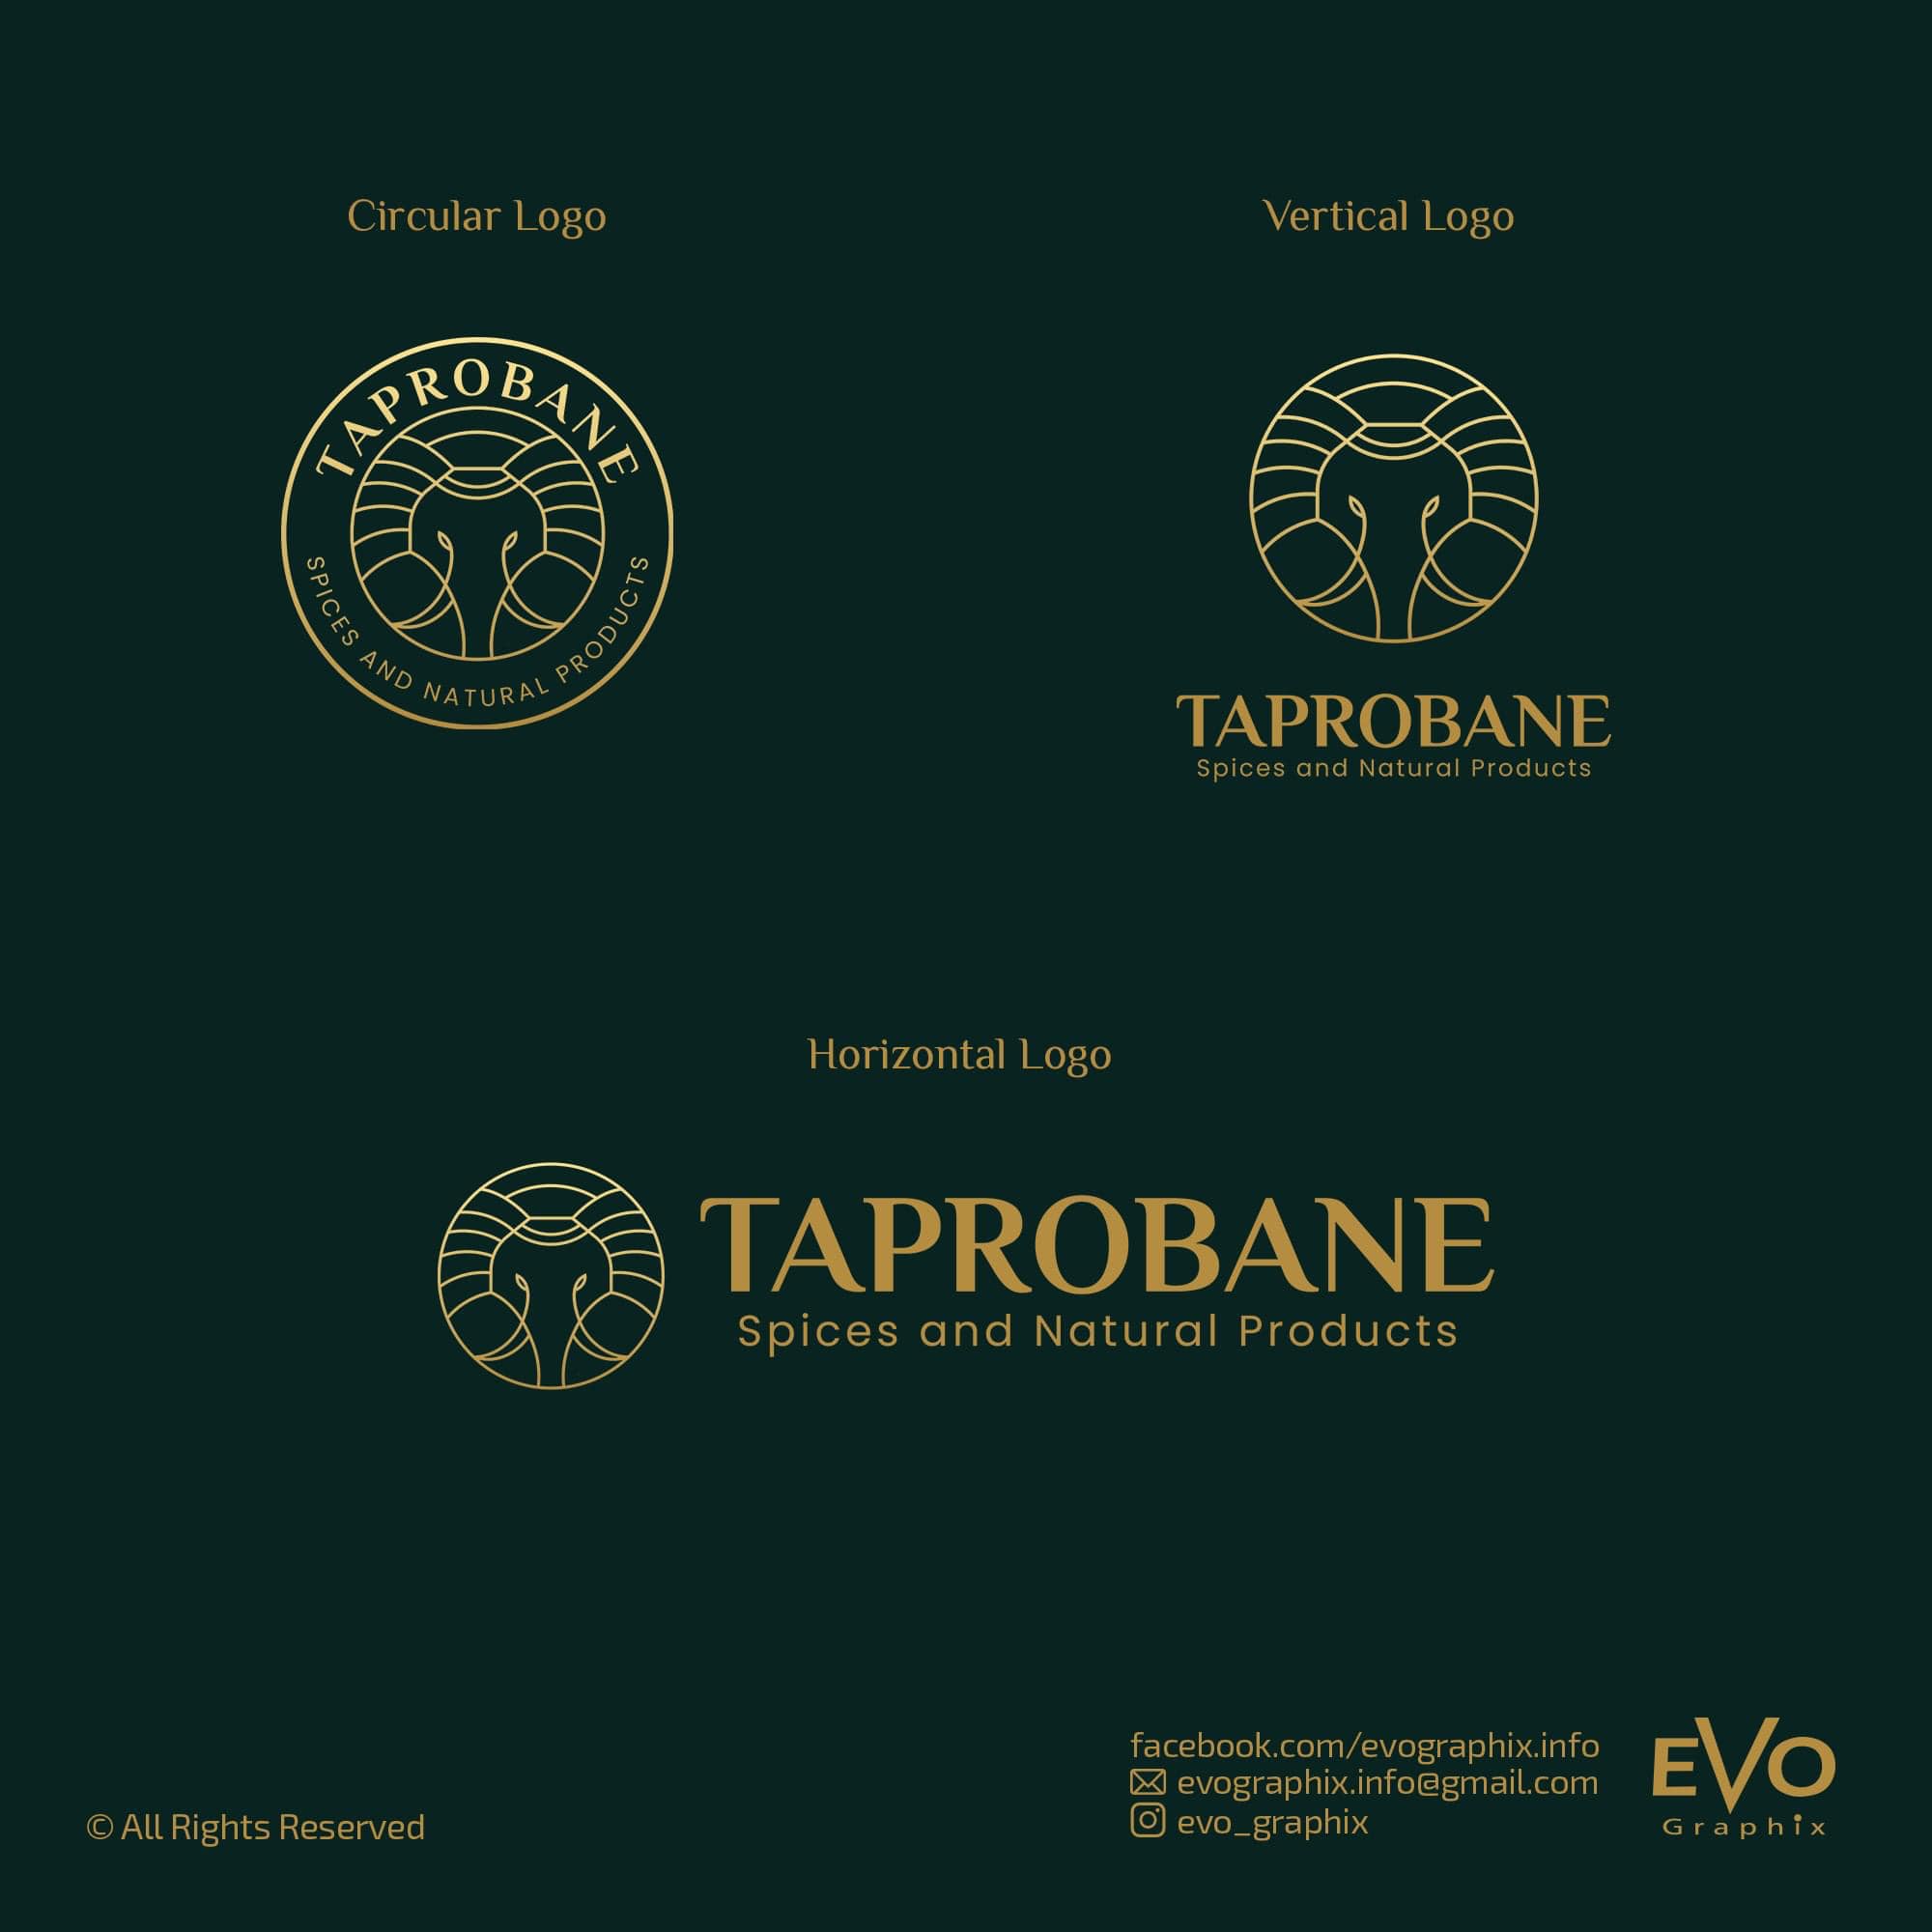 Circular Logo
Vertical Logo
TAPROBANE
SPICES AND NATURAL PRODUCTS
TAPROBANE
Spices and Natural Products
Horizontal Logo
TAPROBANE
Spices and Natural Products
facebook.com/evographix.info
evographix.info@gmail.com
evo_graphix
EVO
Graphix
© All Rights Reserved